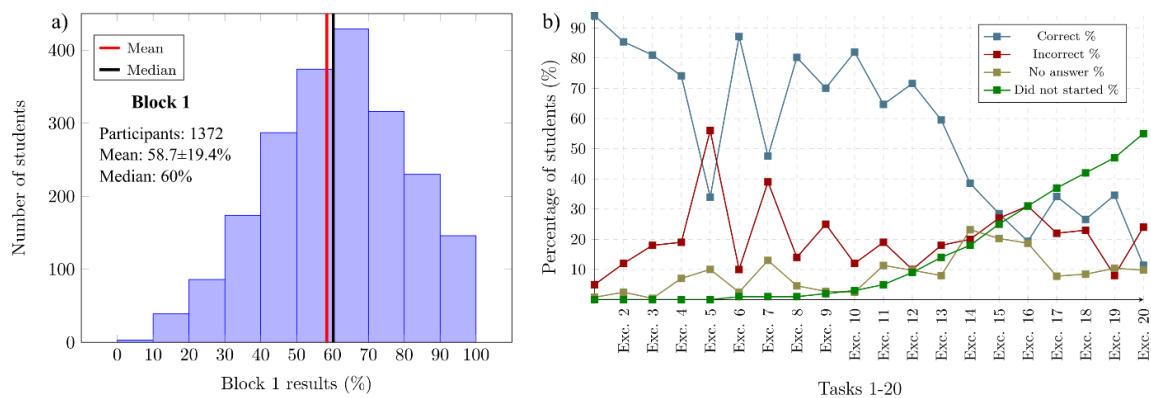 a)
Mean
Median
Block 1
Participants: 1372
Mean: 58.7±19.4%
Median: 60%
Number of students
400
300
200
100
0
0 10 20 30 40 50 60 70 80 90 100
Block 1 results (%)
b)
Correct %
Incorrect %
No answer %
Did not started %
Percentage of students (%)
90
80
70
60
50
40
30
20
10
Exc. 2
Exc. 3
Exc. 4
Exc. 5
Exc. 6
Exc. 7
Exc. 8
Exc. 9
Exc. 10
Exc. 11
Exc. 12
Exc. 13
Exc. 14
Exc. 15
Exc. 16
Exc. 17
Exc. 18
Exc. 19
Exc. 20
Tasks 1-20